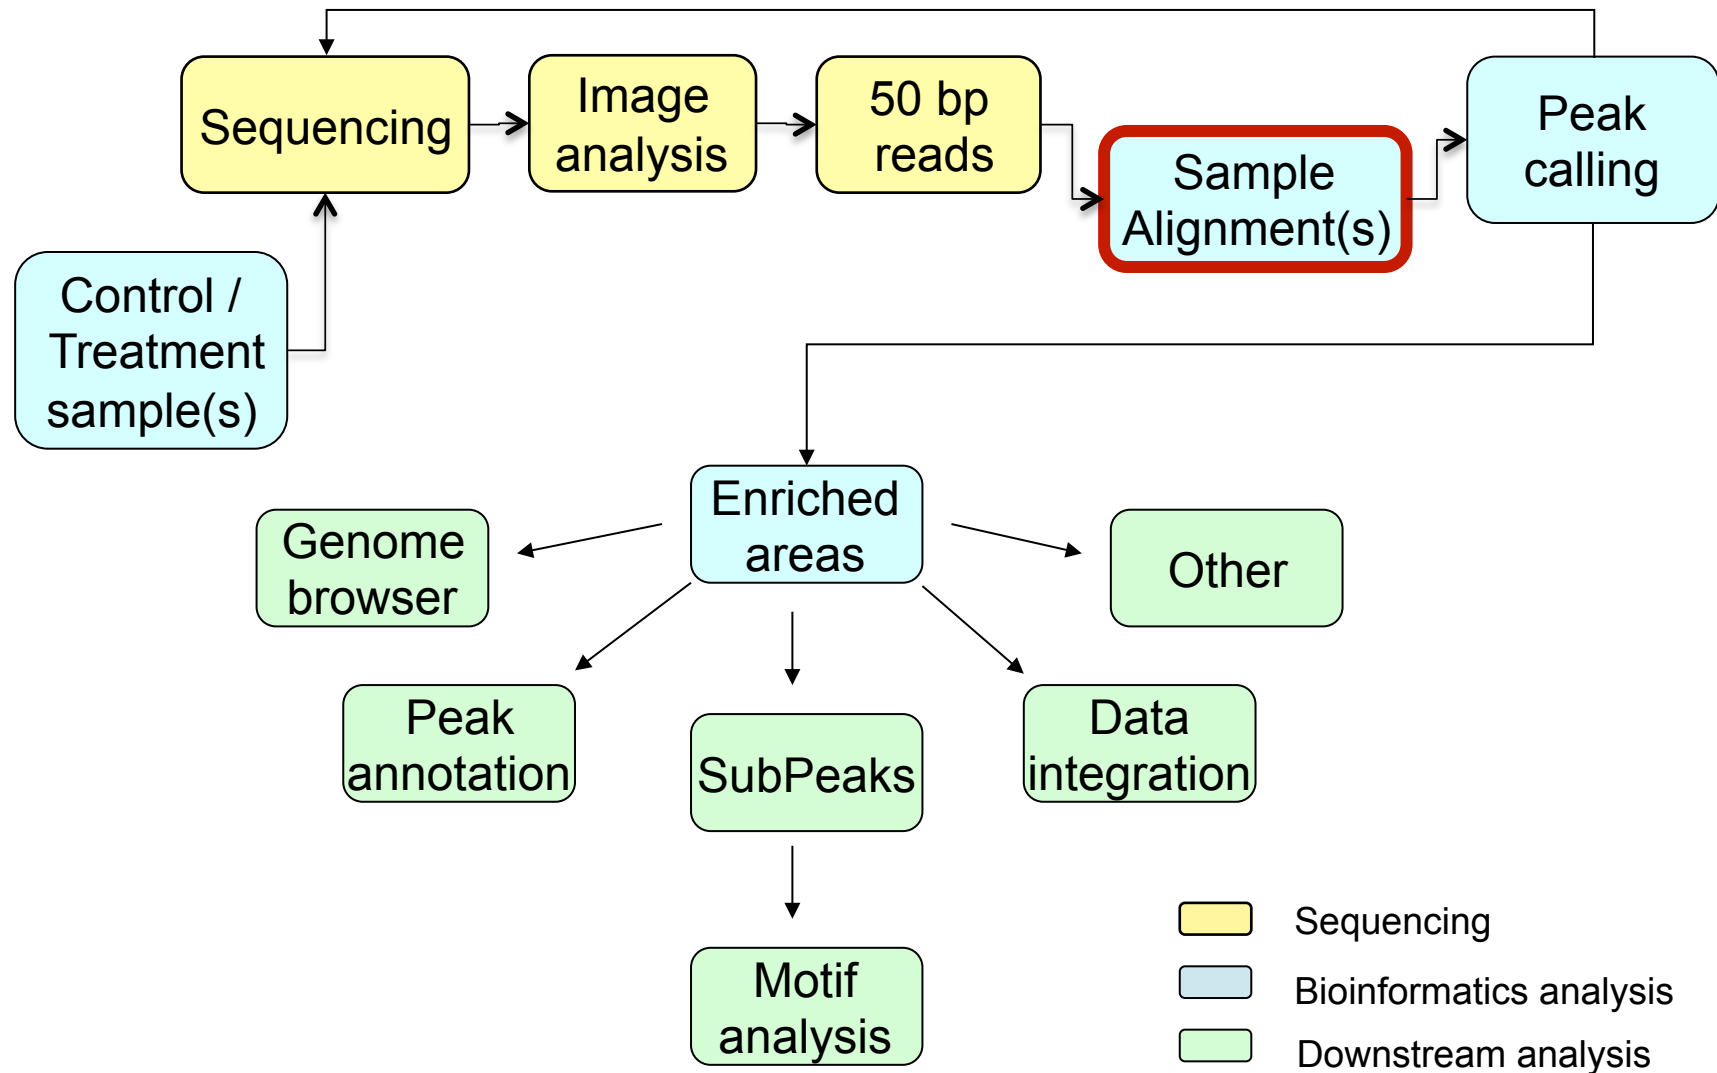 Sequencing
Image
analysis
50 bp
reads
Sample
Alignment(s)
Peak
calling
Control /
Treatment
sample(s)
Enriched
areas
Genome
browser
Other
Peak
annotation
SubPeaks
Data
integration
Motif
analysis
Sequencing
Bioinformatics analysis
Downstream analysis